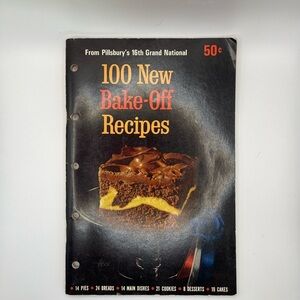 From Pillsbury's 16th Grand National
50¢
100 New
Bake-Off
Recipes
• 14 PIES • 24 BREADS • 14 MAIN DISHES • 21 COOKIES • 8 DESSERTS • 19 CAKES